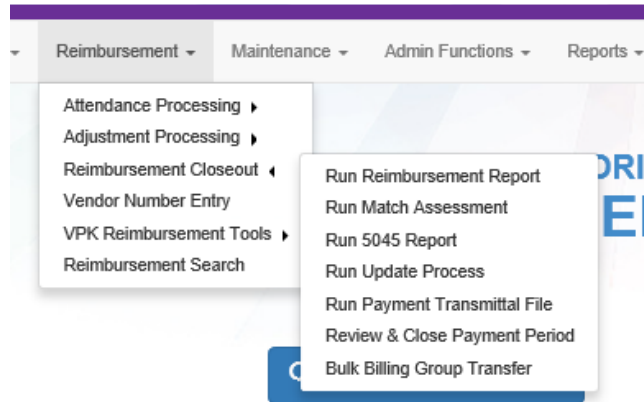 Reimbursement Maintenance Admin Functions Reports
Attendance Processing
Adjustment Processing
Reimbursement Closeout
Vendor Number Entry
VPK Reimbursement Tools
Reimbursement Search
Run Reimbursement Report
Run Match Assessment
Run 5045 Report
Run Update Process
Run Payment Transmittal File
Review & Close Payment Period
Bulk Billing Group Transfer